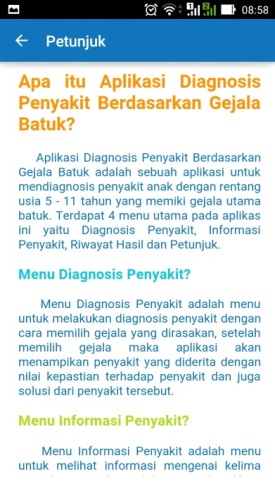 08:58
Petunjuk
Apa itu Aplikasi Diagnosis
Penyakit Berdasarkan Gejala
Batuk?
Aplikasi Diagnosis Penyakit Berdasarkan
Gejala Batuk adalah sebuah aplikasi untuk
mendiagnosis penyakit anak dengan rentang
usia 5 - 11 tahun yang memiki gejala utama
batuk. Terdapat 4 menu utama pada aplikas
ini yaitu Diagnosis Penyakit, Informasi
Penyakit, Riwayat Hasil dan Petunjuk.
Menu Diagnosis Penyakit?
Menu Diagnosis Penyakit adalah menu
untuk melakukan diagnosis penyakit dengan
cara memilih gejala yang dirasakan, setelah
memilih gejala maka aplikasi akan
menampikan penyakit yang diderita dengan
nilai kepastian terhadap penyakit dan juga
solusi dari penyakit tersebut.
Menu Informasi Penyakit?
Menu Informasi Penyakit adalah menu
untuk melihat informasi mengenai kelima